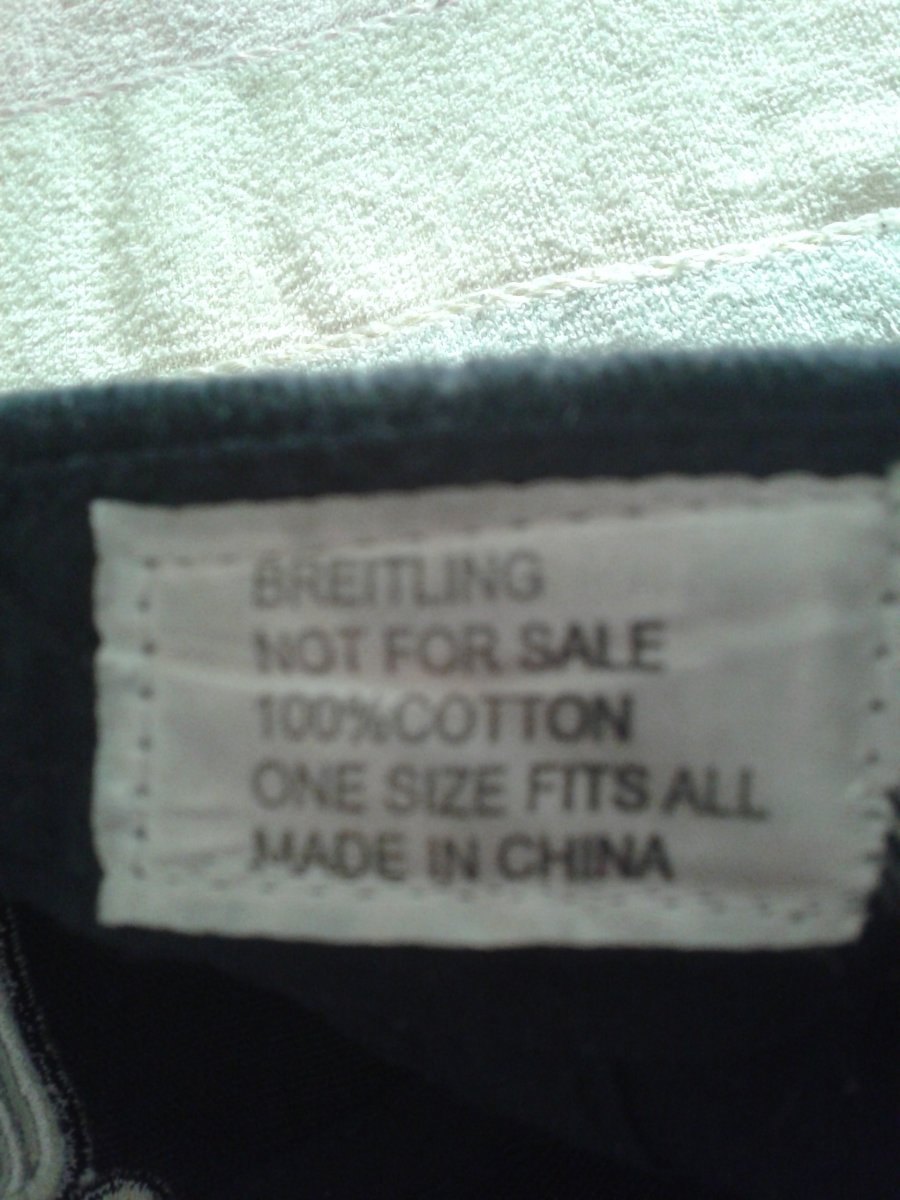 BREITLING
NOT FOR SALE
100%COTTON
ONE SIZE FITS ALL
MADE IN CHINA